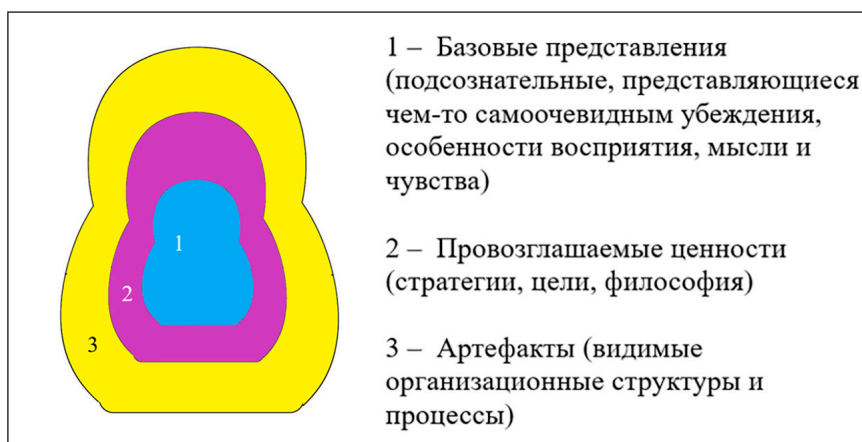 1 – Базовые представления
(подсознательные, представляющиеся
чем-то самоочевидным убеждения,
особенности восприятия, мысли и
чувства)
2 – Провозглашаемые ценности
(стратегии, цели, философия)
3 – Артефакты (видимые
организационные структуры и
процессы)
1
2
3